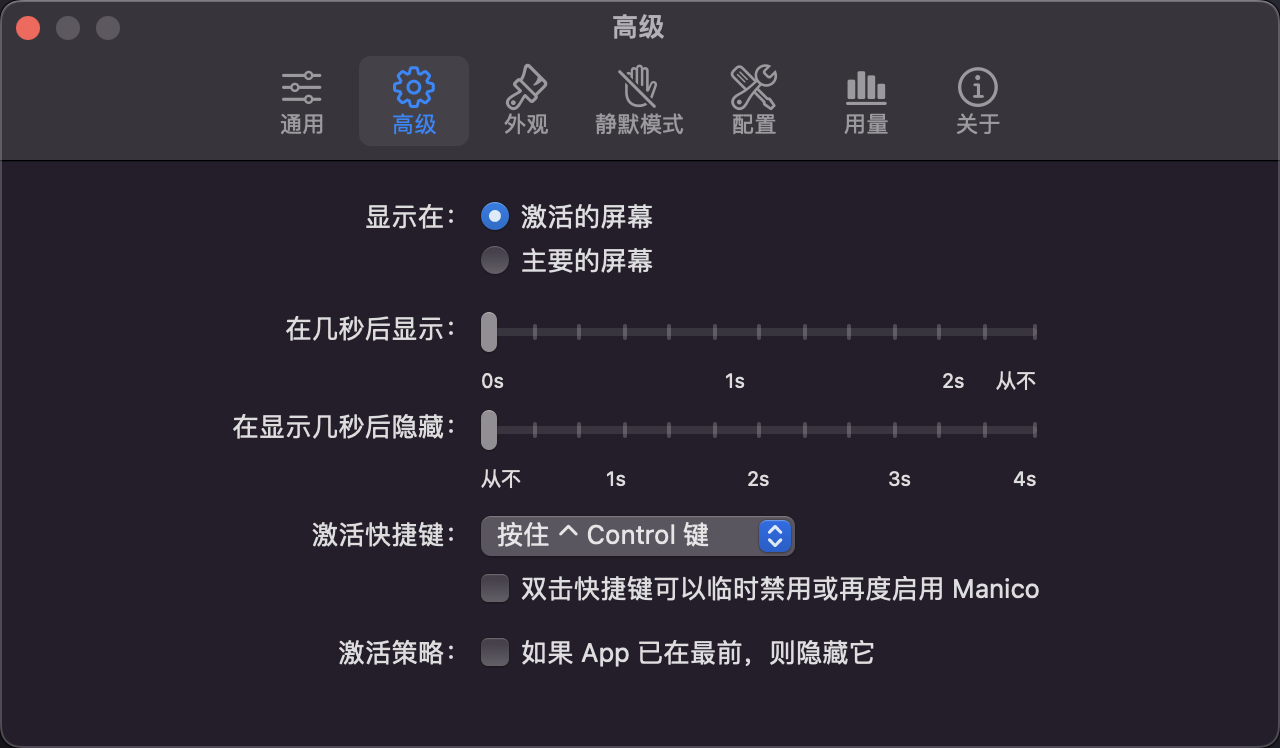 高级
通用 高级 外观 静默模式 配置 用量 关于
显示在： 激活的屏幕
主要的屏幕
在几秒后显示：
0s 1s 2s 从不
在显示几秒后隐藏：
从不 1s 2s 3s 4s
激活快捷键： 按住 ^ Control 键
双击快捷键可以临时禁用或再度启用 Manico
激活策略： 如果 App 已在最前，则隐藏它